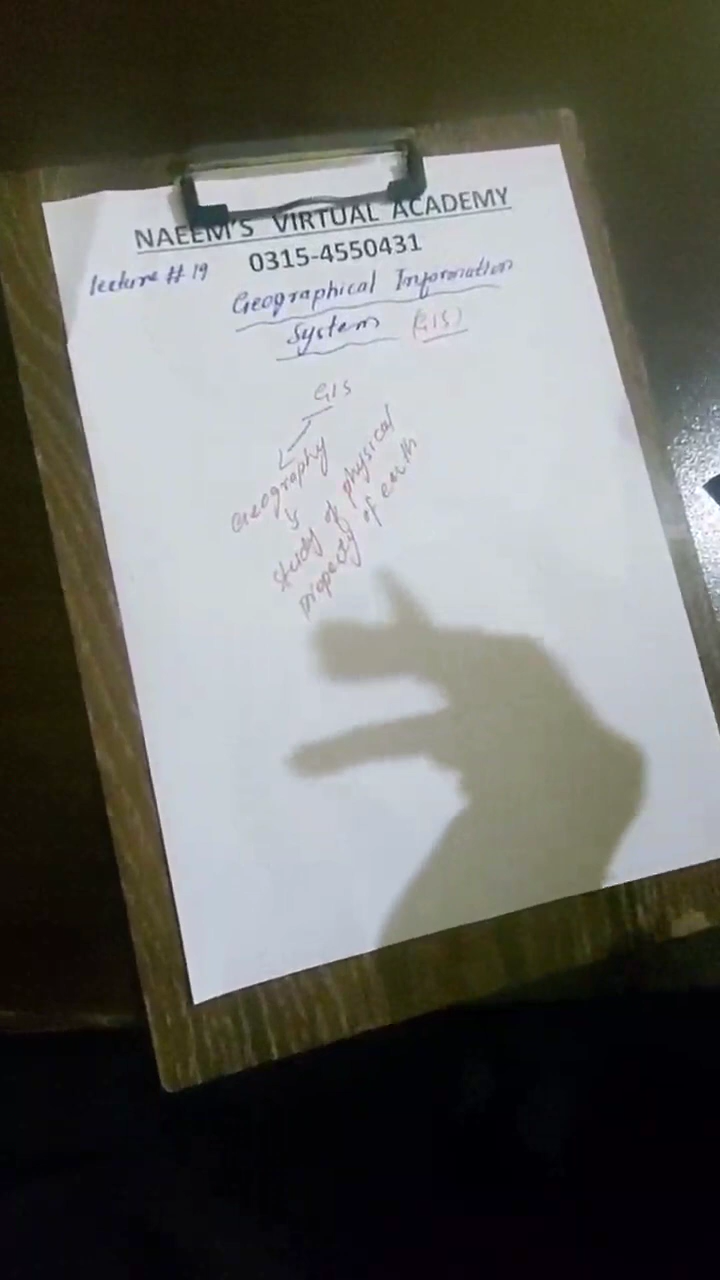 NAEEM'S VIRTUAL ACADEMY
0315-4550431
lecture # 19
Geographical Information
System (GIS)
GIS
Geography
is
study of physical
property of earth